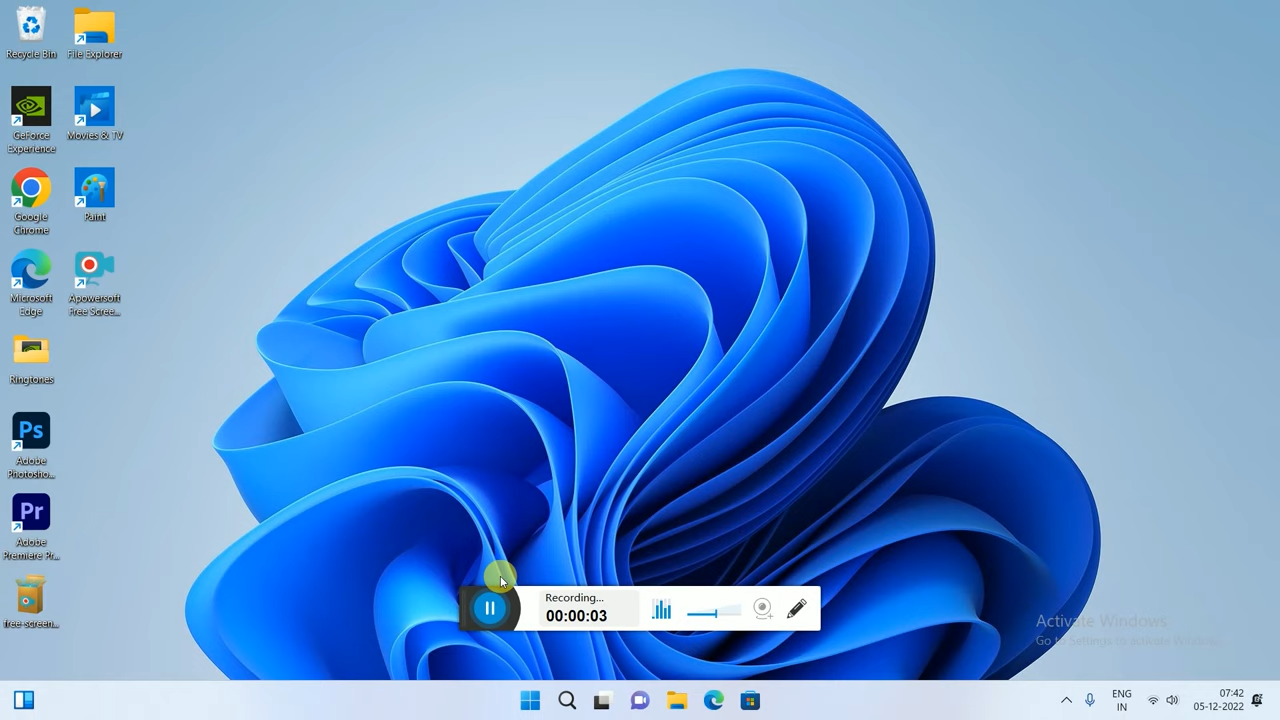 Recycle Bin
File Explorer
GeForce
Experience
Movies & TV
Google
Chrome
Paint
Microsoft
Edge
Apowersoft
Free Scree...
Ringtones
Ps
Adobe
Photosho...
Pr
Adobe
Premiere Pr...
free-screen...
Recording...
00:00:03
Activate Windows
Go to Settings to activate Windows.
ENG
IN
07:42
05-12-2022